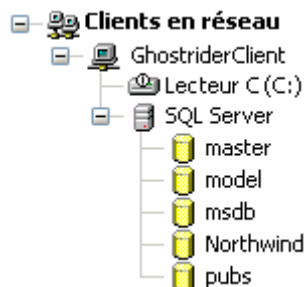 Clients en réseau
GhostriderClient
Lecteur C (C:)
SQL Server
master
model
msdb
Northwind
pubs